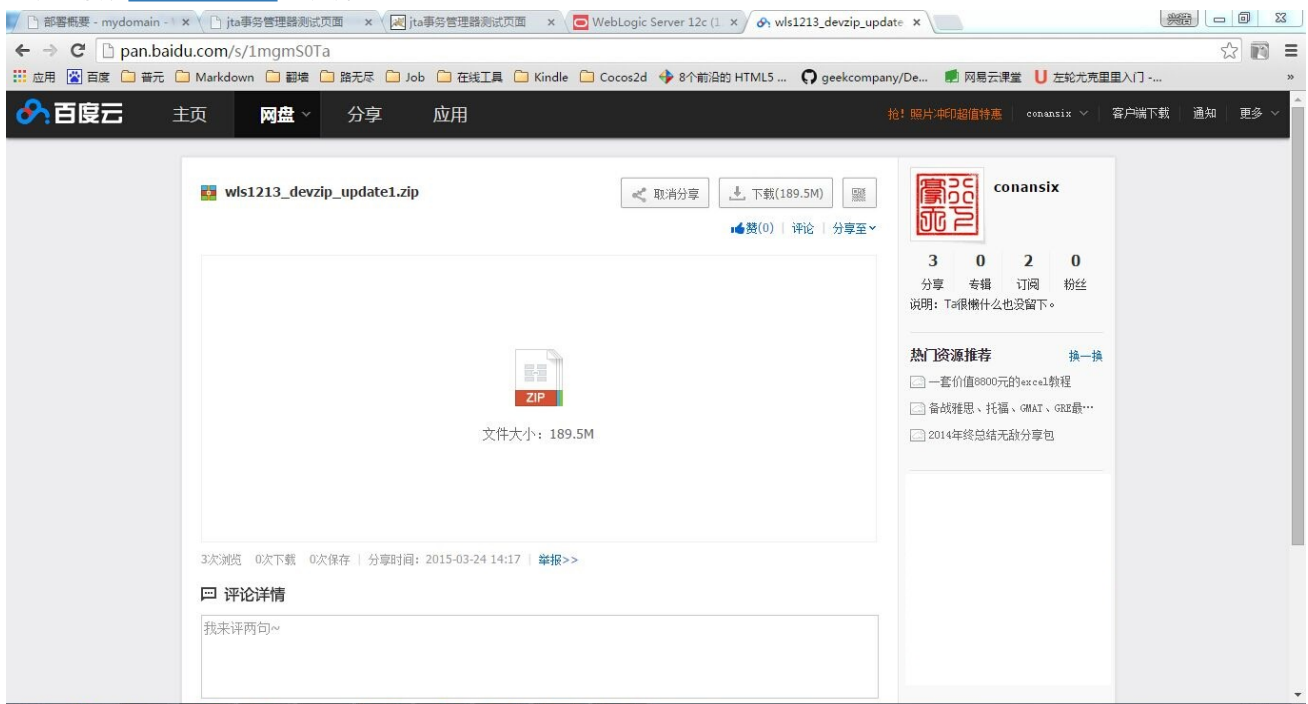 部署概要 - mydomain - jta事务管理器测试页面 jta事务管理器测试页面 WebLogic Server 12c (1 wls1213_devzip_update
pan.baidu.com/s/1mgmS0Ta
应用 百度 普元 Markdown 翻墙 路无尽 Job 在线工具 Kindle Cocos2d 8个前沿的 HTML5 ... geekcompany/De... 网易云课堂 左轮尤克里里入门 -... »
百度云 主页 网盘 分享 应用 抢！照片冲印超值特惠 conansix 客户端下载 通知 更多
wls1213_devzip_update1.zip 取消分享 下载(189.5M)
赞(0) 评论 分享至
ZIP
文件大小：189.5M
3次浏览 0次下载 0次保存 分享时间：2015-03-24 14:17 举报>>
评论详情
我来评两句~
conansix
3 0 2 0
分享 专辑 订阅 粉丝
说明：Ta很懒什么也没留下。
热门资源推荐 换一换
一套价值8800元的excel教程
备战雅思、托福、GMAT、GRE最…
2014年终总结无敌分享包